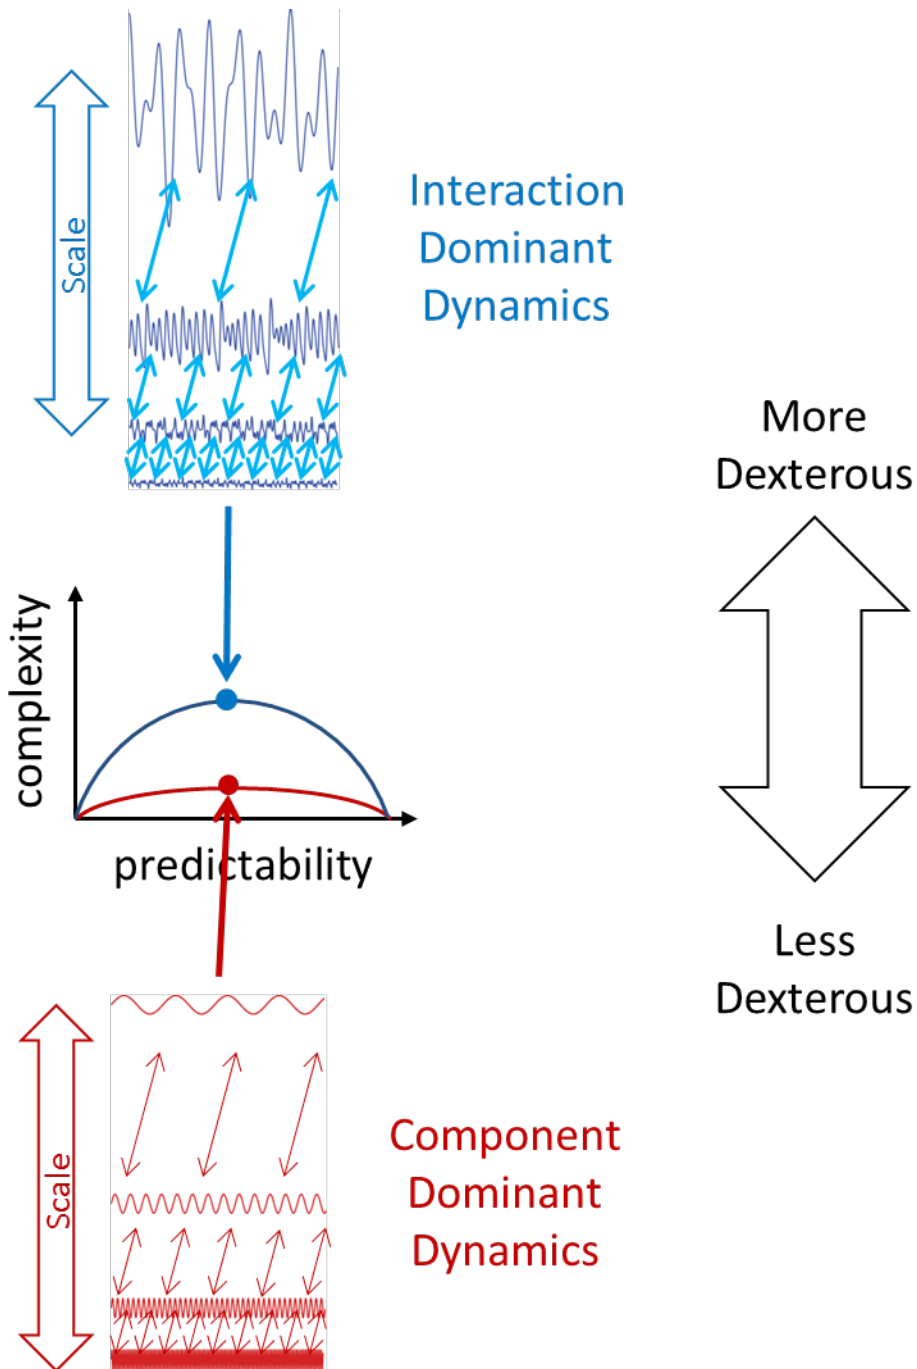 Scale
Interaction
Dominant
Dynamics
More
Dexterous
complexity
predictability
Less
Dexterous
Scale
Component
Dominant
Dynamics